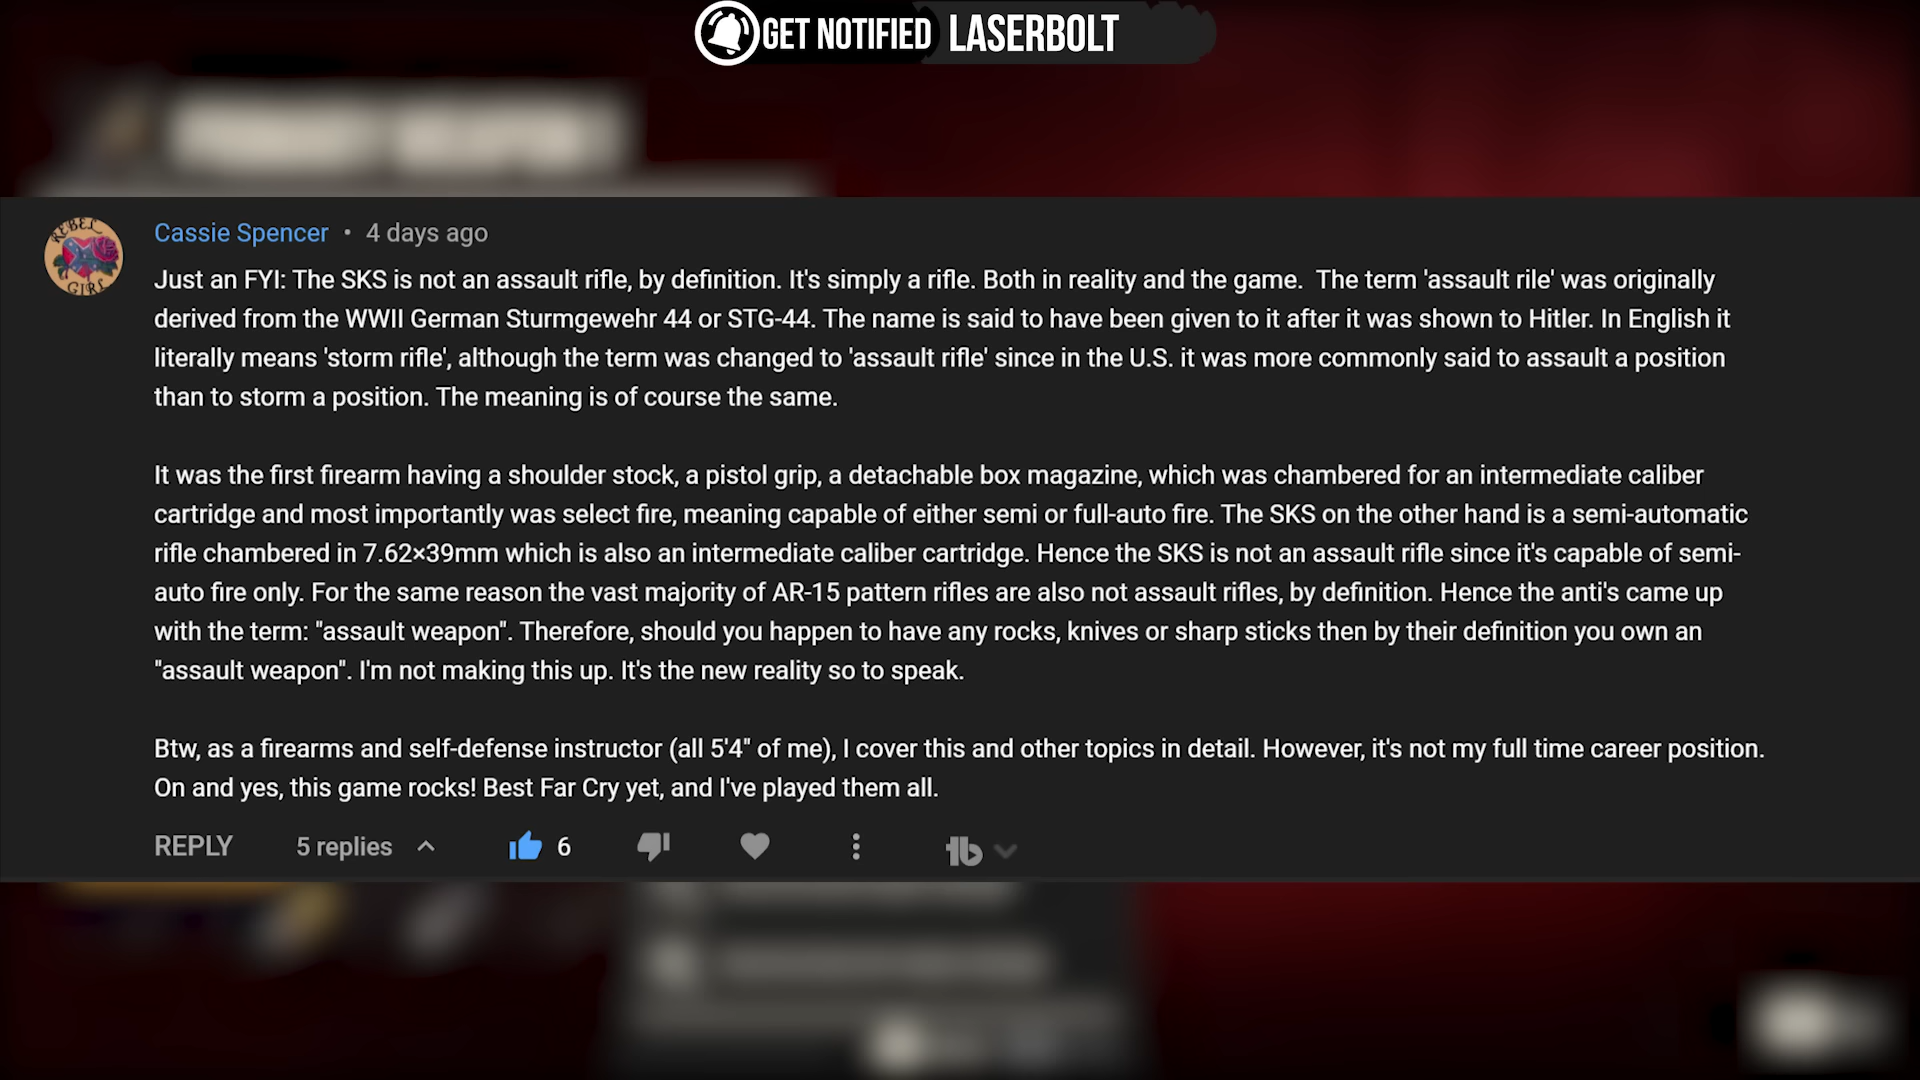 GET NOTIFIED LASERBOLT
REBEL
GIRL
Cassie Spencer • 4 days ago
Just an FYI: The SKS is not an assault rifle, by definition. It's simply a rifle. Both in reality and the game.  The term 'assault rile' was originally
derived from the WWII German Sturmgewehr 44 or STG-44. The name is said to have been given to it after it was shown to Hitler. In English it
literally means 'storm rifle', although the term was changed to 'assault rifle' since in the U.S. it was more commonly said to assault a position
than to storm a position. The meaning is of course the same.
It was the first firearm having a shoulder stock, a pistol grip, a detachable box magazine, which was chambered for an intermediate caliber
cartridge and most importantly was select fire, meaning capable of either semi or full-auto fire. The SKS on the other hand is a semi-automatic
rifle chambered in 7.62×39mm which is also an intermediate caliber cartridge. Hence the SKS is not an assault rifle since it's capable of semi-
auto fire only. For the same reason the vast majority of AR-15 pattern rifles are also not assault rifles, by definition. Hence the anti's came up
with the term: "assault weapon". Therefore, should you happen to have any rocks, knives or sharp sticks then by their definition you own an
"assault weapon". I'm not making this up. It's the new reality so to speak.
Btw, as a firearms and self-defense instructor (all 5'4" of me), I cover this and other topics in detail. However, it's not my full time career position.
On and yes, this game rocks! Best Far Cry yet, and I've played them all.
REPLY 5 replies 6